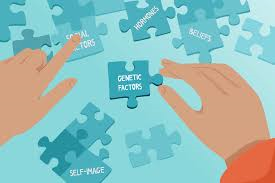 HORMONES
SOCIAL
FACTORS
BELIEFS
GENETIC
FACTORS
SELF-IMAGE